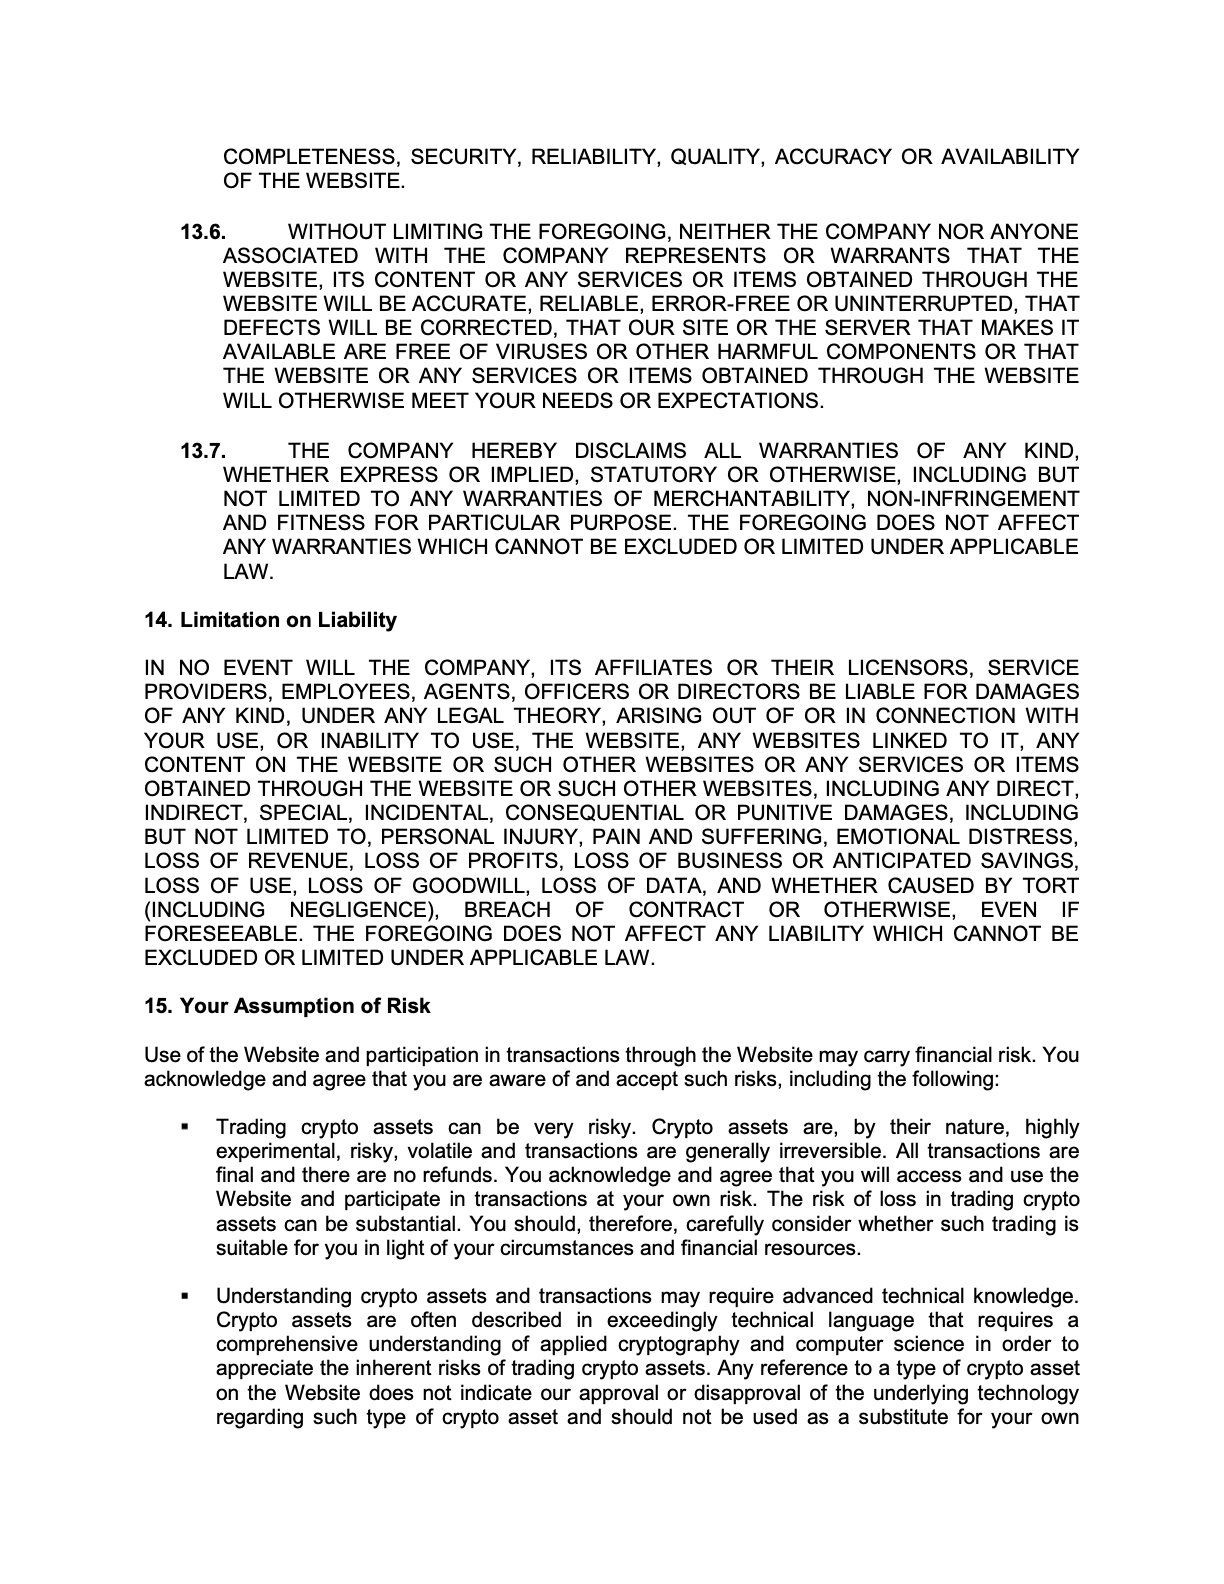 COMPLETENESS, SECURITY, RELIABILITY, QUALITY, ACCURACY OR AVAILABILITY
OF THE WEBSITE.
13.6. WITHOUT LIMITING THE FOREGOING, NEITHER THE COMPANY NOR ANYONE
ASSOCIATED WITH THE COMPANY REPRESENTS OR WARRANTS THAT THE
WEBSITE, ITS CONTENT OR ANY SERVICES OR ITEMS OBTAINED THROUGH THE
WEBSITE WILL BE ACCURATE, RELIABLE, ERROR-FREE OR UNINTERRUPTED, THAT
DEFECTS WILL BE CORRECTED, THAT OUR SITE OR THE SERVER THAT MAKES IT
AVAILABLE ARE FREE OF VIRUSES OR OTHER HARMFUL COMPONENTS OR THAT
THE WEBSITE OR ANY SERVICES OR ITEMS OBTAINED THROUGH THE WEBSITE
WILL OTHERWISE MEET YOUR NEEDS OR EXPECTATIONS.
13.7. THE COMPANY HEREBY DISCLAIMS ALL WARRANTIES OF ANY KIND,
WHETHER EXPRESS OR IMPLIED, STATUTORY OR OTHERWISE, INCLUDING BUT
NOT LIMITED TO ANY WARRANTIES OF MERCHANTABILITY, NON-INFRINGEMENT
AND FITNESS FOR PARTICULAR PURPOSE. THE FOREGOING DOES NOT AFFECT
ANY WARRANTIES WHICH CANNOT BE EXCLUDED OR LIMITED UNDER APPLICABLE
LAW.
14. Limitation on Liability
IN NO EVENT WILL THE COMPANY, ITS AFFILIATES OR THEIR LICENSORS, SERVICE
PROVIDERS, EMPLOYEES, AGENTS, OFFICERS OR DIRECTORS BE LIABLE FOR DAMAGES
OF ANY KIND, UNDER ANY LEGAL THEORY, ARISING OUT OF OR IN CONNECTION WITH
YOUR USE, OR INABILITY TO USE, THE WEBSITE, ANY WEBSITES LINKED TO IT, ANY
CONTENT ON THE WEBSITE OR SUCH OTHER WEBSITES OR ANY SERVICES OR ITEMS
OBTAINED THROUGH THE WEBSITE OR SUCH OTHER WEBSITES, INCLUDING ANY DIRECT,
INDIRECT, SPECIAL, INCIDENTAL, CONSEQUENTIAL OR PUNITIVE DAMAGES, INCLUDING
BUT NOT LIMITED TO, PERSONAL INJURY, PAIN AND SUFFERING, EMOTIONAL DISTRESS,
LOSS OF REVENUE, LOSS OF PROFITS, LOSS OF BUSINESS OR ANTICIPATED SAVINGS,
LOSS OF USE, LOSS OF GOODWILL, LOSS OF DATA, AND WHETHER CAUSED BY TORT
(INCLUDING NEGLIGENCE), BREACH OF CONTRACT OR OTHERWISE, EVEN IF
FORESEEABLE. THE FOREGOING DOES NOT AFFECT ANY LIABILITY WHICH CANNOT BE
EXCLUDED OR LIMITED UNDER APPLICABLE LAW.
15. Your Assumption of Risk
Use of the Website and participation in transactions through the Website may carry financial risk. You
acknowledge and agree that you are aware of and accept such risks, including the following:
▪ Trading crypto assets can be very risky. Crypto assets are, by their nature, highly
experimental, risky, volatile and transactions are generally irreversible. All transactions are
final and there are no refunds. You acknowledge and agree that you will access and use the
Website and participate in transactions at your own risk. The risk of loss in trading crypto
assets can be substantial. You should, therefore, carefully consider whether such trading is
suitable for you in light of your circumstances and financial resources.
▪ Understanding crypto assets and transactions may require advanced technical knowledge.
Crypto assets are often described in exceedingly technical language that requires a
comprehensive understanding of applied cryptography and computer science in order to
appreciate the inherent risks of trading crypto assets. Any reference to a type of crypto asset
on the Website does not indicate our approval or disapproval of the underlying technology
regarding such type of crypto asset and should not be used as a substitute for your own